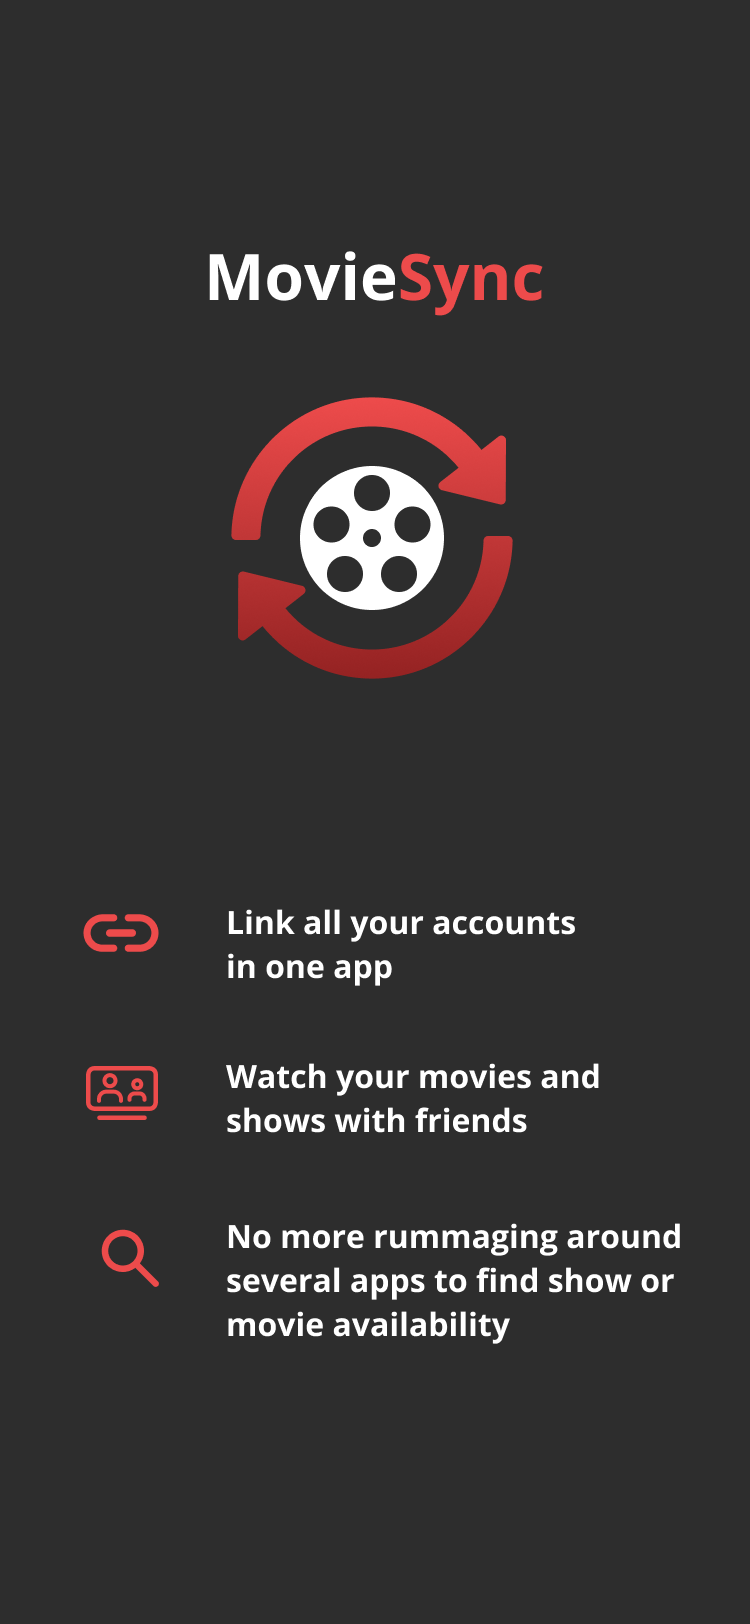 MovieSync
Link all your accounts
in one app
Watch your movies and
shows with friends
No more rummaging around
several apps to find show or
movie availability